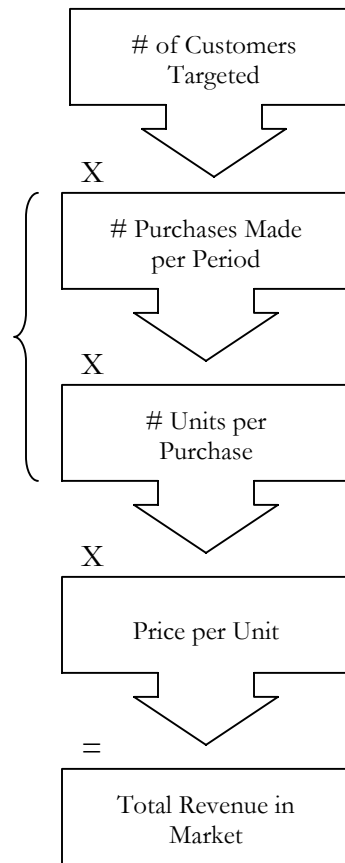 # of Customers
Targeted
X
# Purchases Made
per Period
X
# Units per
Purchase
X
Price per Unit
=
Total Revenue in
Market